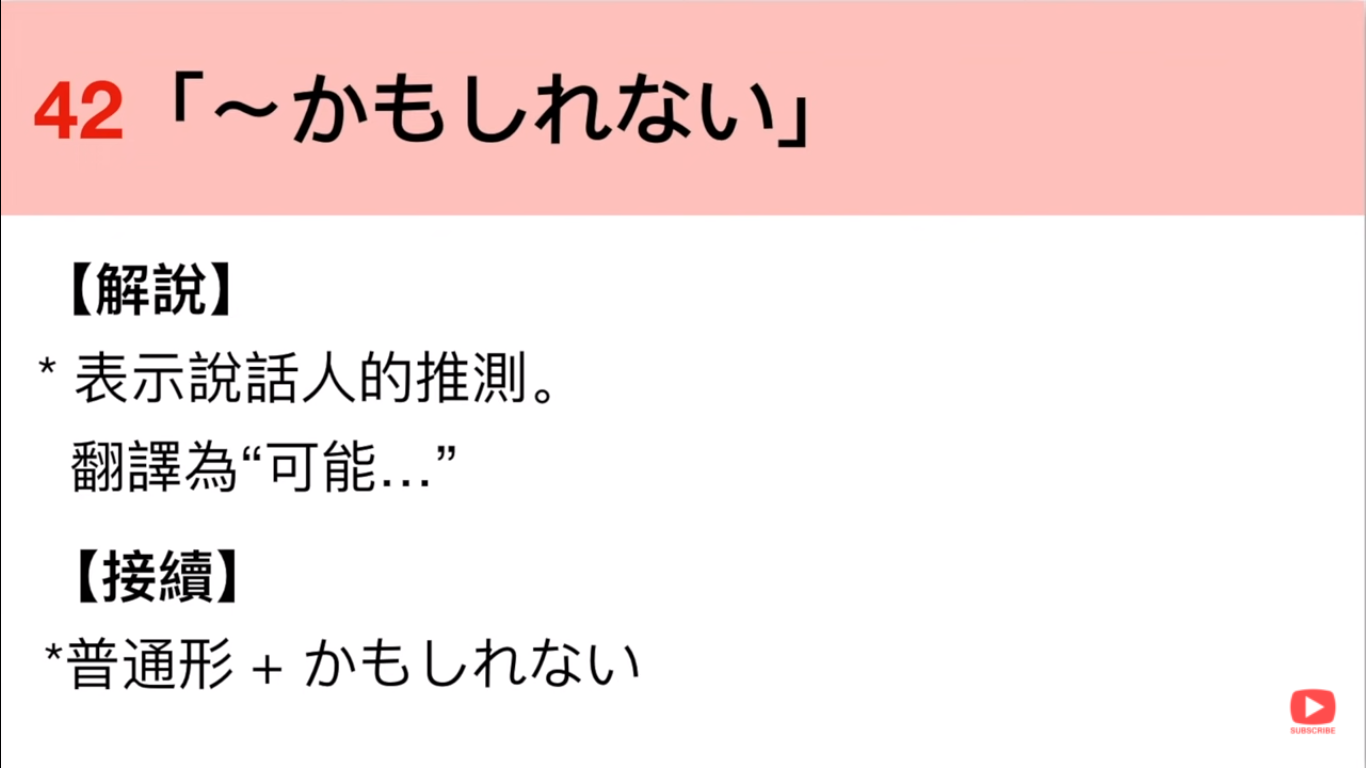 42「～かもしれない」
【解說】
* 表示說話人的推測。
翻譯為“可能…”
【接續】
*普通形 + かもしれない
SUBSCRIBE